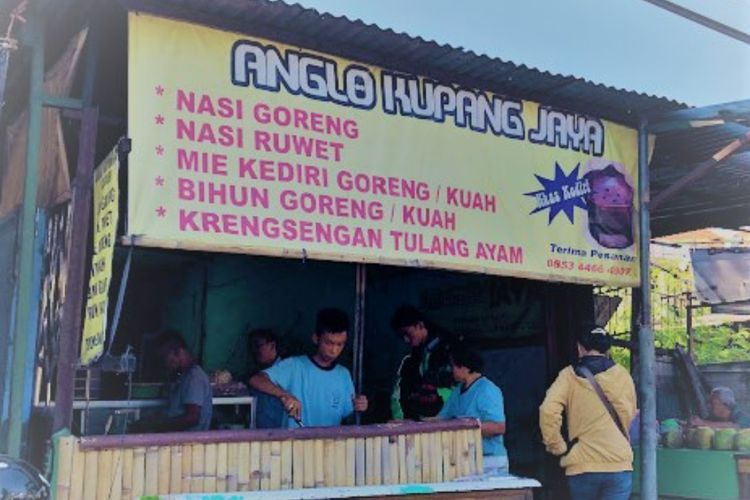 ANGLO KUPANG JAYA
* NASI GORENG
* NASI RUWET
* MIE KEDIRI GORENG / KUAH
* BIHUN GORENG / KUAH
* KRENGSENGAN TULANG AYAM
Khas Kediri
Terima Pesanan